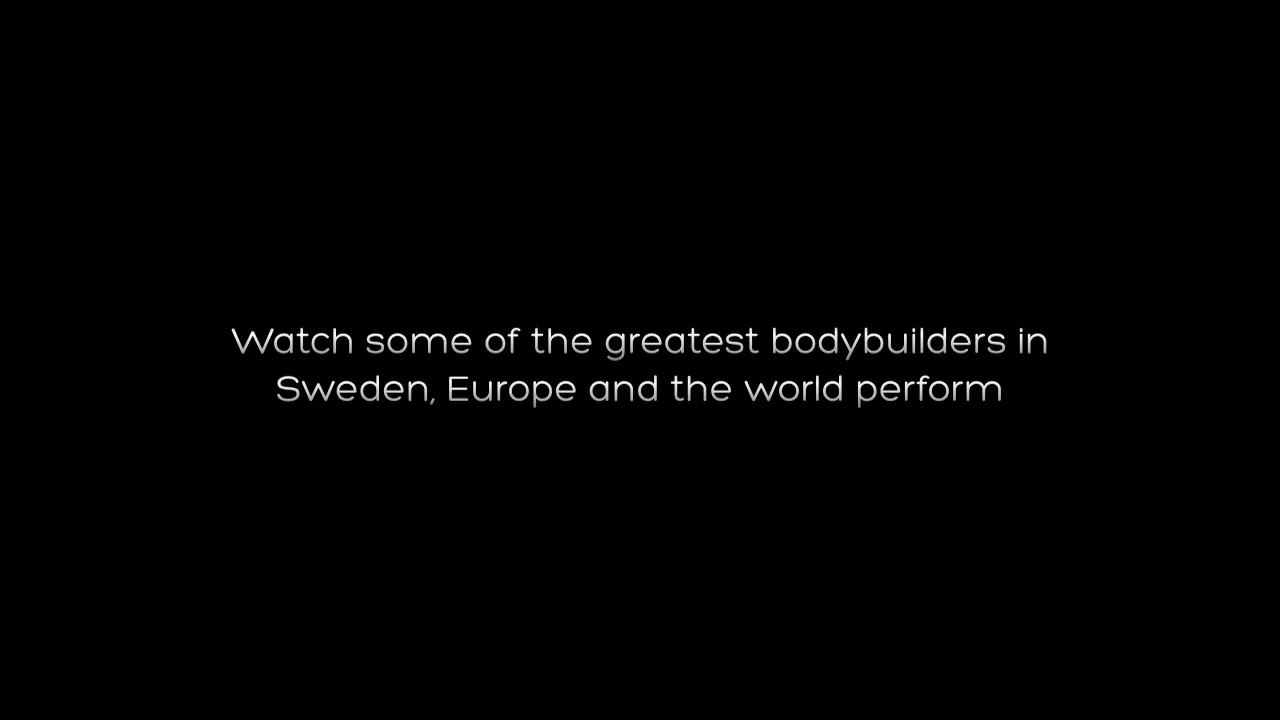 Watch some of the greatest bodybuilders in
Sweden, Europe and the world perform